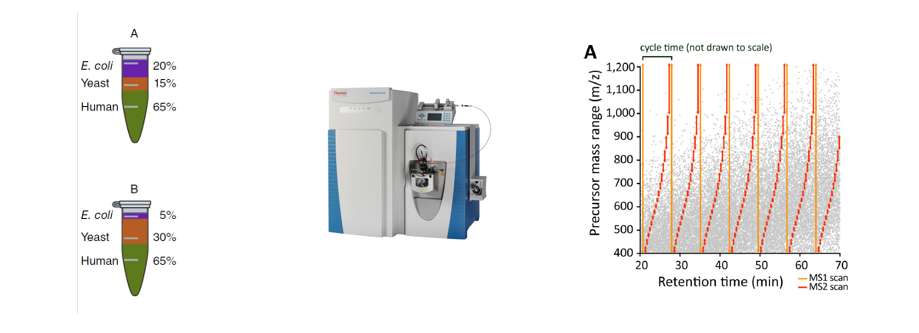 A
E. coli 20%
Yeast 15%
Human 65%
B
E. coli 5%
Yeast 30%
Human 65%
A
cycle time (not drawn to scale)
Precursor mass range (m/z)
1,200
1,100
1,000
900
800
700
600
500
400
20 30 40 50 60 70
Retention time (min)
MS1 scan
MS2 scan